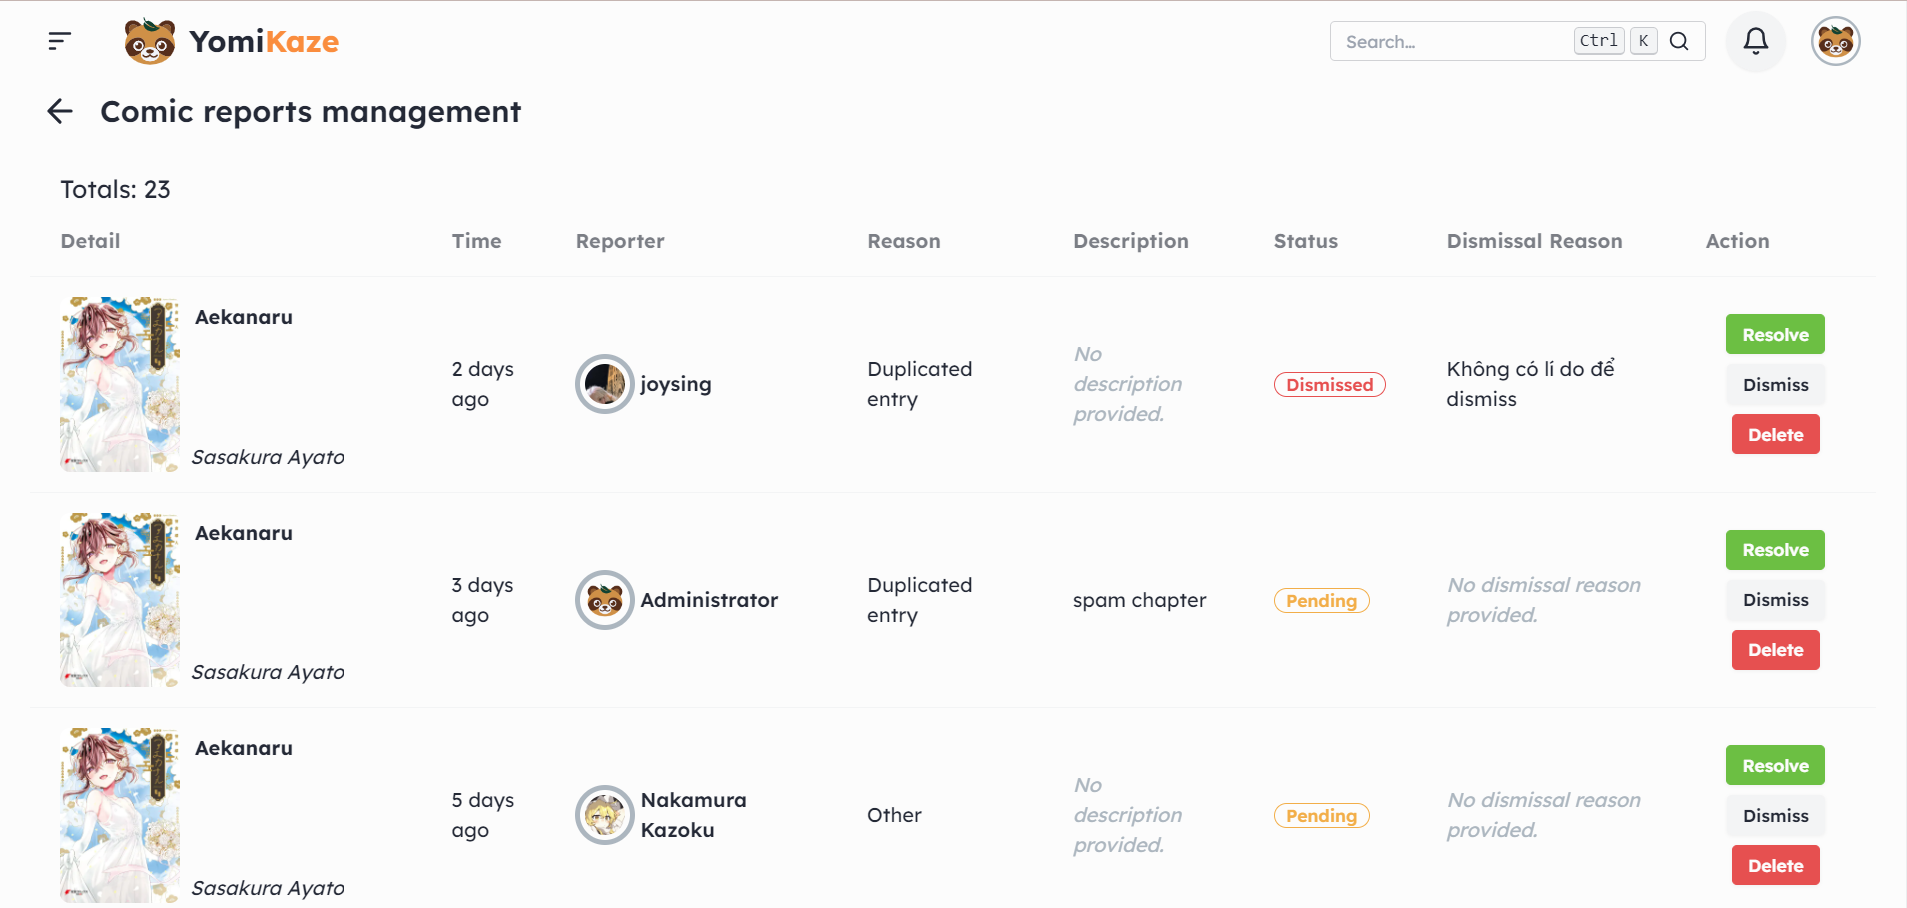 YomiKaze
Search...
Ctrl K
Comic reports management
Totals: 23
Detail Time Reporter Reason Description Status Dismissal Reason Action
Aekanaru
Sasakura Ayato
2 days
ago
joysing
Duplicated
entry
No
description
provided.
Dismissed
Không có lí do để
dismiss
Resolve
Dismiss
Delete
Aekanaru
Sasakura Ayato
3 days
ago
Administrator
Duplicated
entry
spam chapter
Pending
No dismissal reason
provided.
Resolve
Dismiss
Delete
Aekanaru
Sasakura Ayato
5 days
ago
Nakamura
Kazoku
Other
No
description
provided.
Pending
No dismissal reason
provided.
Resolve
Dismiss
Delete